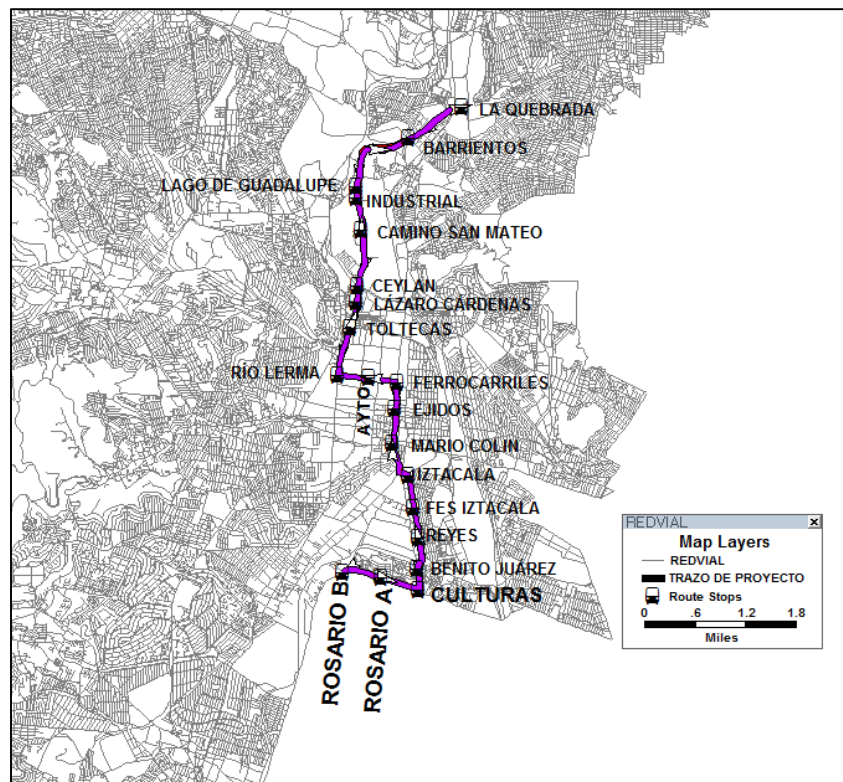 LA QUEBRADA
BARRIENTOS
LAGO DE GUADALUPE
INDUSTRIAL
CAMINO SAN MATEO
CEYLAN
LÁZARO CÁRDENAS
TOLTECAS
RÍO LERMA
AYTO
FERROCARRILES
EJIDOS
MARIO COLIN
IZTACALA
FES IZTACALA
REYES
BENITO JUÁREZ
CULTURAS
ROSARIO A
ROSARIO B
REDVIAL
Map Layers
REDVIAL
TRAZO DE PROYECTO
Route Stops
0 .6 1.2 1.8
Miles